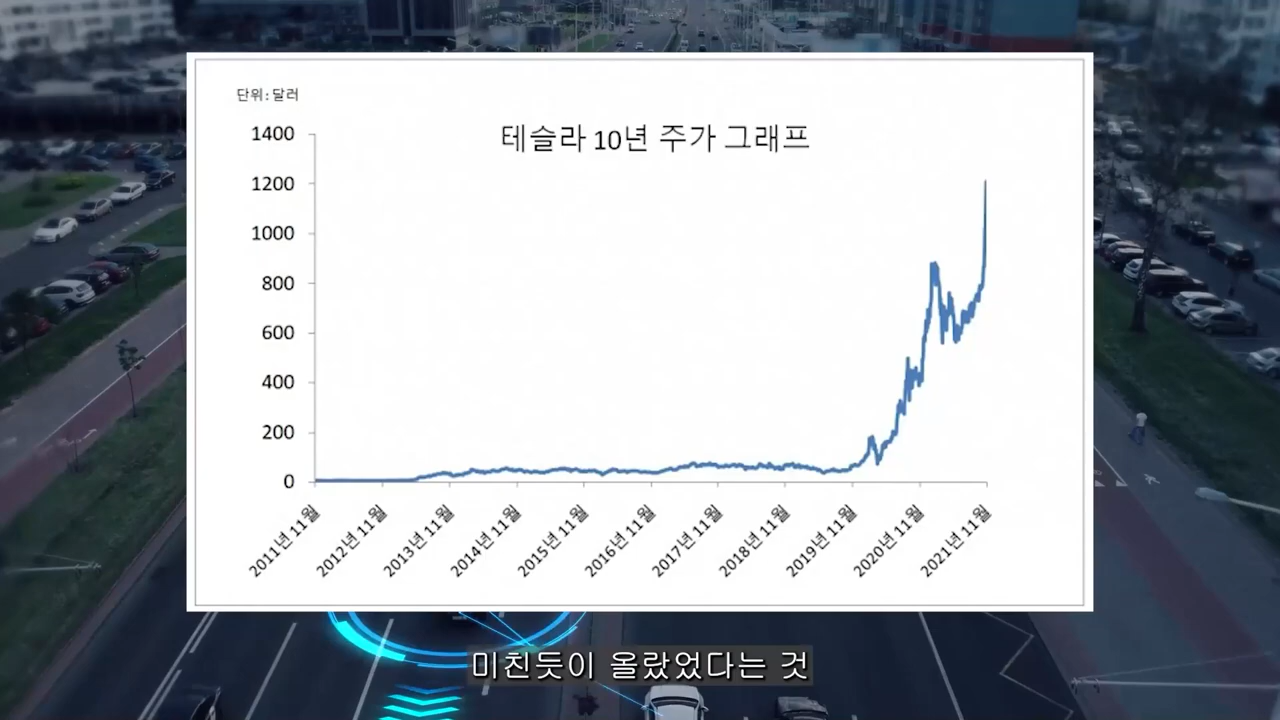 단위:달러
테슬라 10년 주가 그래프
1400
1200
1000
800
600
400
200
0
2011년 11월
2012년 11월
2013년 11월
2014년 11월
2015년 11월
2016년 11월
2017년 11월
2018년 11월
2019년 11월
2020년 11월
2021년 11월
미친듯이 올랐었다는 것